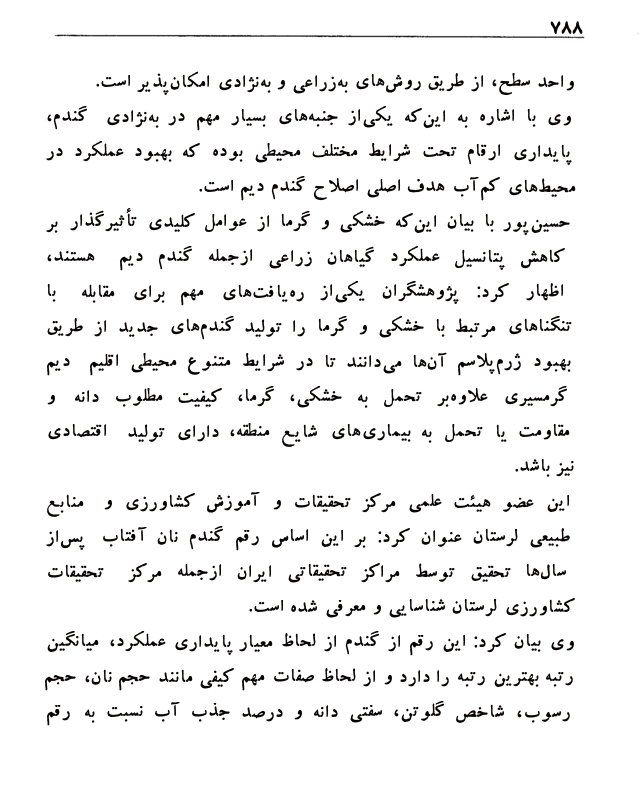 ۷۸۸
واحد سطح، از طریق روش‌های به‌زراعی و به‌نژادی امکان‌پذیر است.
وی با اشاره به این‌که یکی‌از جنبه‌های بسیار مهم در به‌نژادی گندم،
پایداری ارقام تحت شرایط مختلف محیطی بوده که بهبود عملکرد در
محیط‌های کم‌آب هدف اصلی اصلاح گندم دیم است.
حسین‌پور با بیان این‌که خشکی و گرما از عوامل کلیدی تأثیرگذار بر
کاهش پتانسیل عملکرد گیاهان زراعی ازجمله گندم دیم هستند،
اظهار کرد: پژوهشگران یکی‌از ره‌یافت‌های مهم برای مقابله با
تنگناهای مرتبط با خشکی و گرما را تولید گندم‌های جدید از طریق
بهبود ژرم‌پلاسم آن‌ها می‌دانند تا در شرایط متنوع محیطی اقلیم دیم
گرمسیری علاوه‌بر تحمل به خشکی، گرما، کیفیت مطلوب دانه و
مقاومت یا تحمل به بیماری‌های شایع منطقه، دارای تولید اقتصادی
نیز باشد.
این عضو هیئت علمی مرکز تحقیقات و آموزش کشاورزی و منابع
طبیعی لرستان عنوان کرد: بر این اساس رقم گندم نان آفتاب پس‌از
سال‌ها تحقیق توسط مراکز تحقیقاتی ایران ازجمله مرکز تحقیقات
کشاورزی لرستان شناسایی و معرفی شده است.
وی بیان کرد: این رقم از گندم از لحاظ معیار پایداری عملکرد، میانگین
رتبه بهترین رتبه را دارد و از لحاظ صفات مهم کیفی مانند حجم نان، حجم
رسوب، شاخص گلوتن، سفتی دانه و درصد جذب آب نسبت به رقم